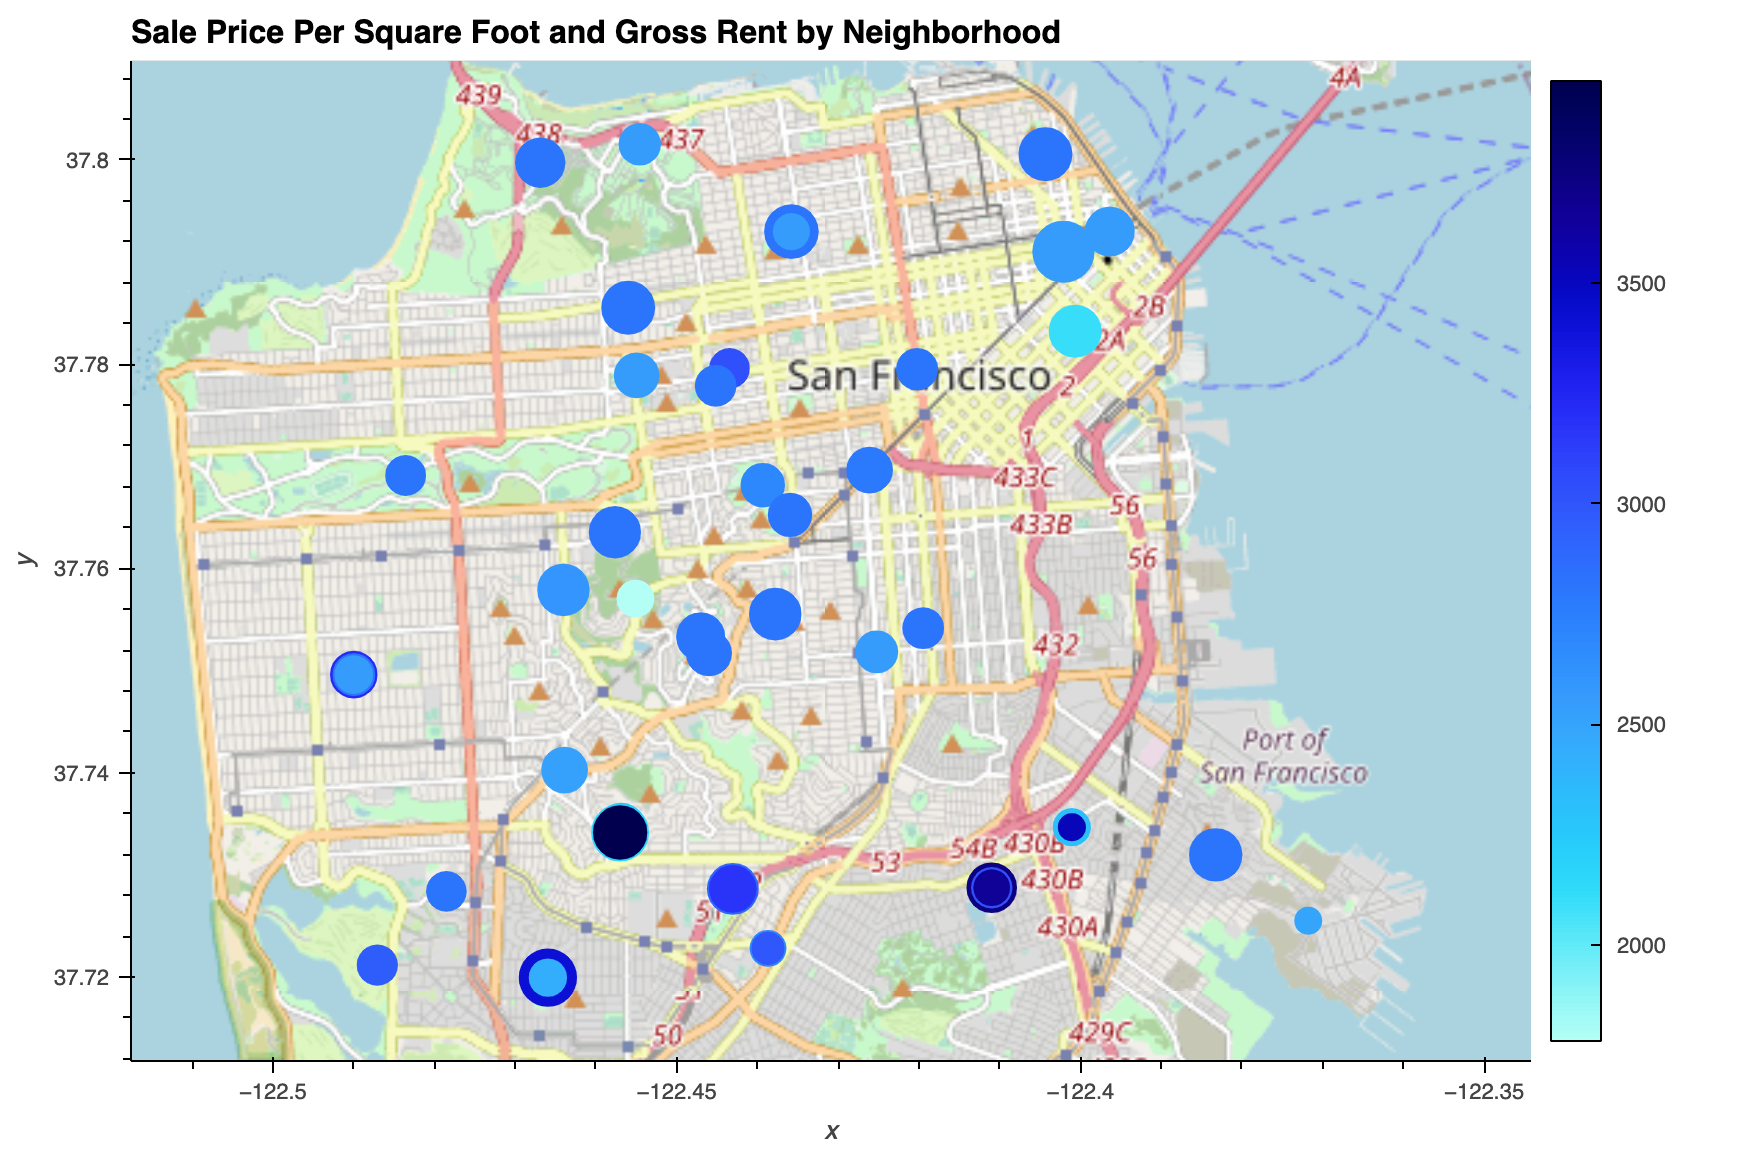 Sale Price Per Square Foot and Gross Rent by Neighborhood
4A
439
438
437
37.8
3500
2B
2A
37.78
San Fr ncisco
2
1
433C
56
3000
433B
y
37.76
56
432
2500
Port of
San Francisco
37.74
54B
430B
53
430B
51
430A
2000
37.72
50
429C
−122.5
−122.45
−122.4
−122.35
x